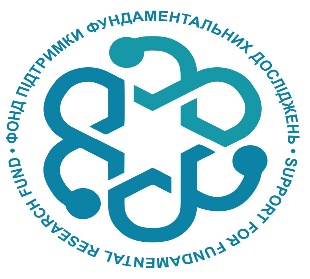 ФОНД ПІДТРИМКИ ФУНДАМЕНТАЛЬНИХ ДОСЛІДЖЕНЬ •
SUPPORT FOR FUNDAMENTAL RESEARCH FUND •